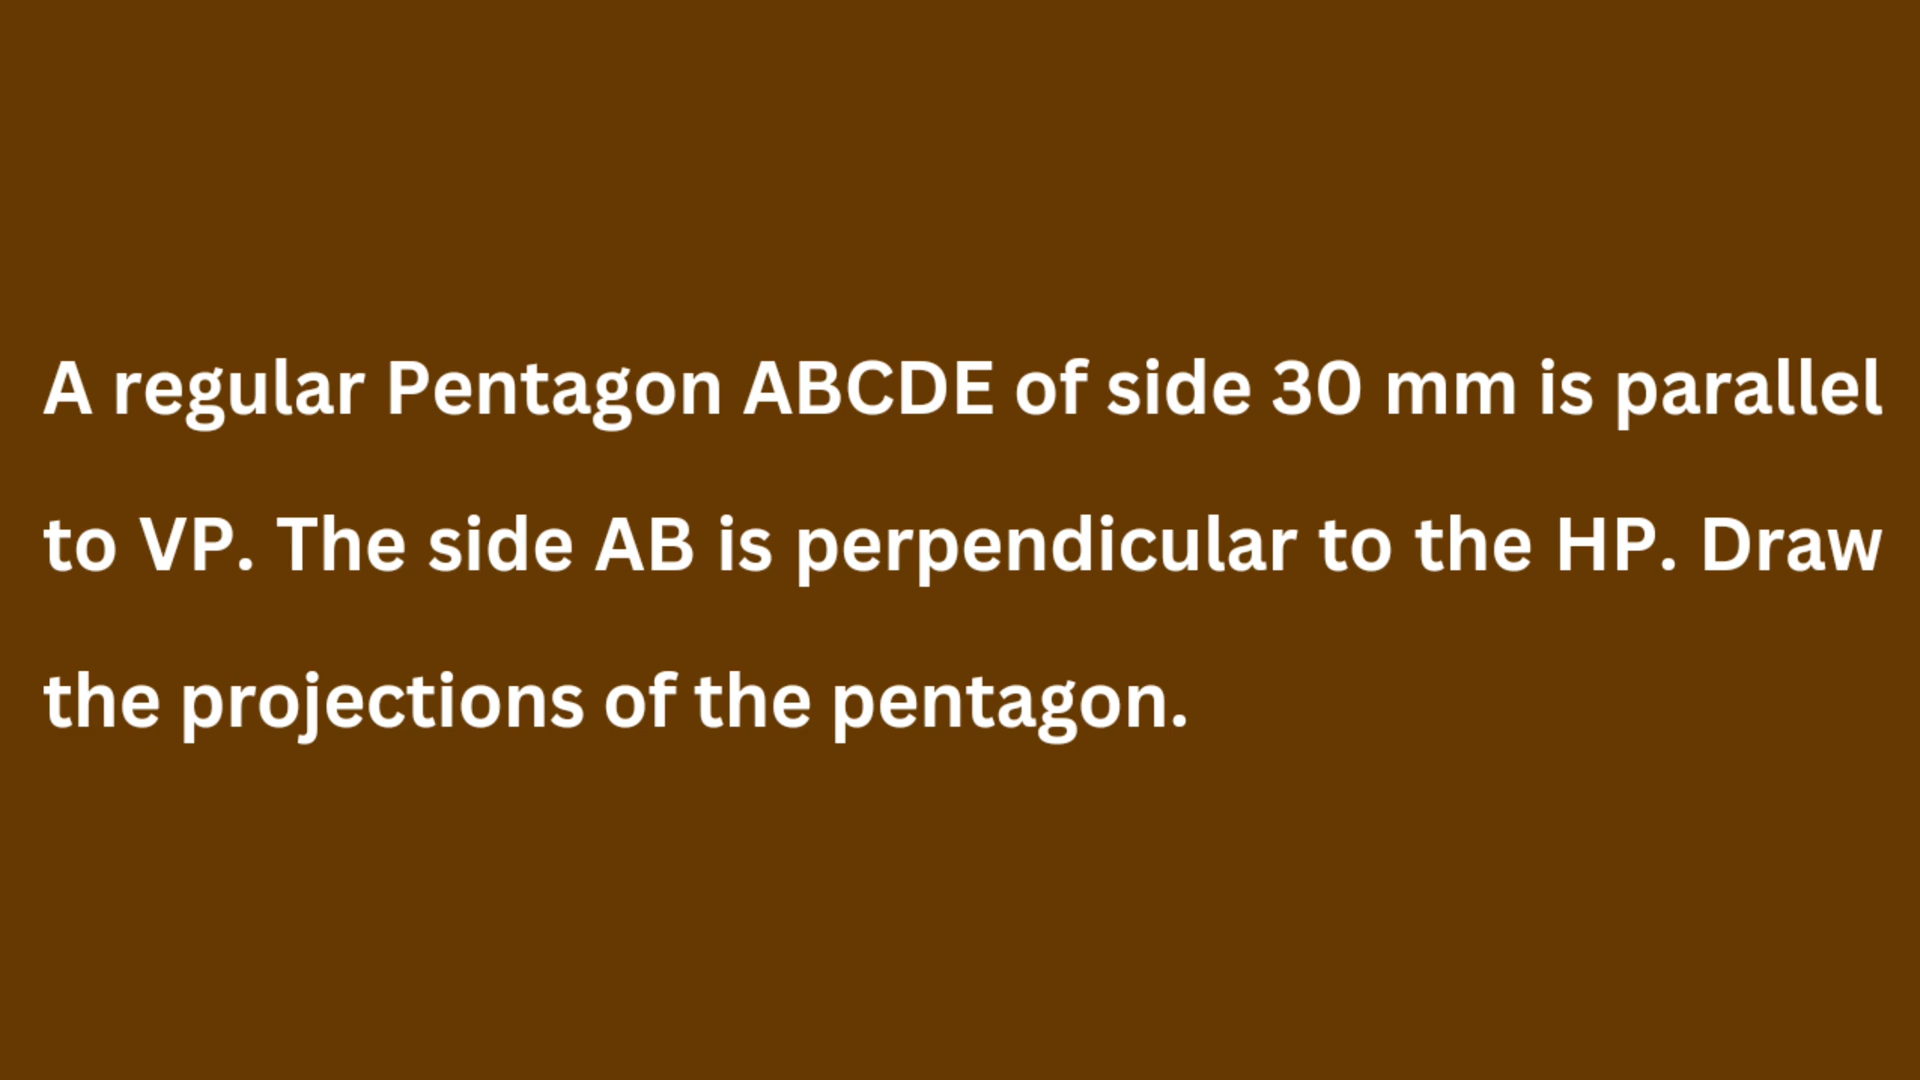 A regular Pentagon ABCDE of side 30 mm is parallel
to VP. The side AB is perpendicular to the HP. Draw
the projections of the pentagon.